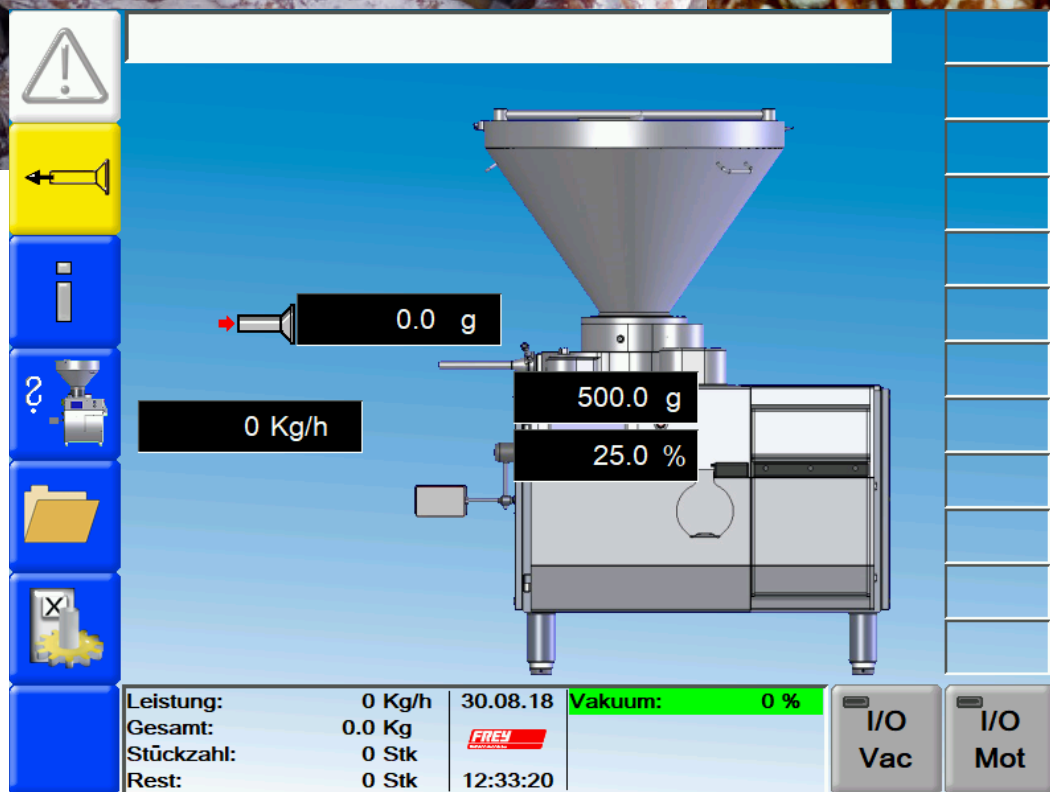 0.0 g
0 Kg/h
500.0 g
25.0 %
Leistung: 0 Kg/h
Gesamt: 0.0 Kg
Stückzahl: 0 Stk
Rest: 0 Stk
30.08.18
FREY
12:33:20
Vakuum: 0 %
I/O
Vac
I/O
Mot